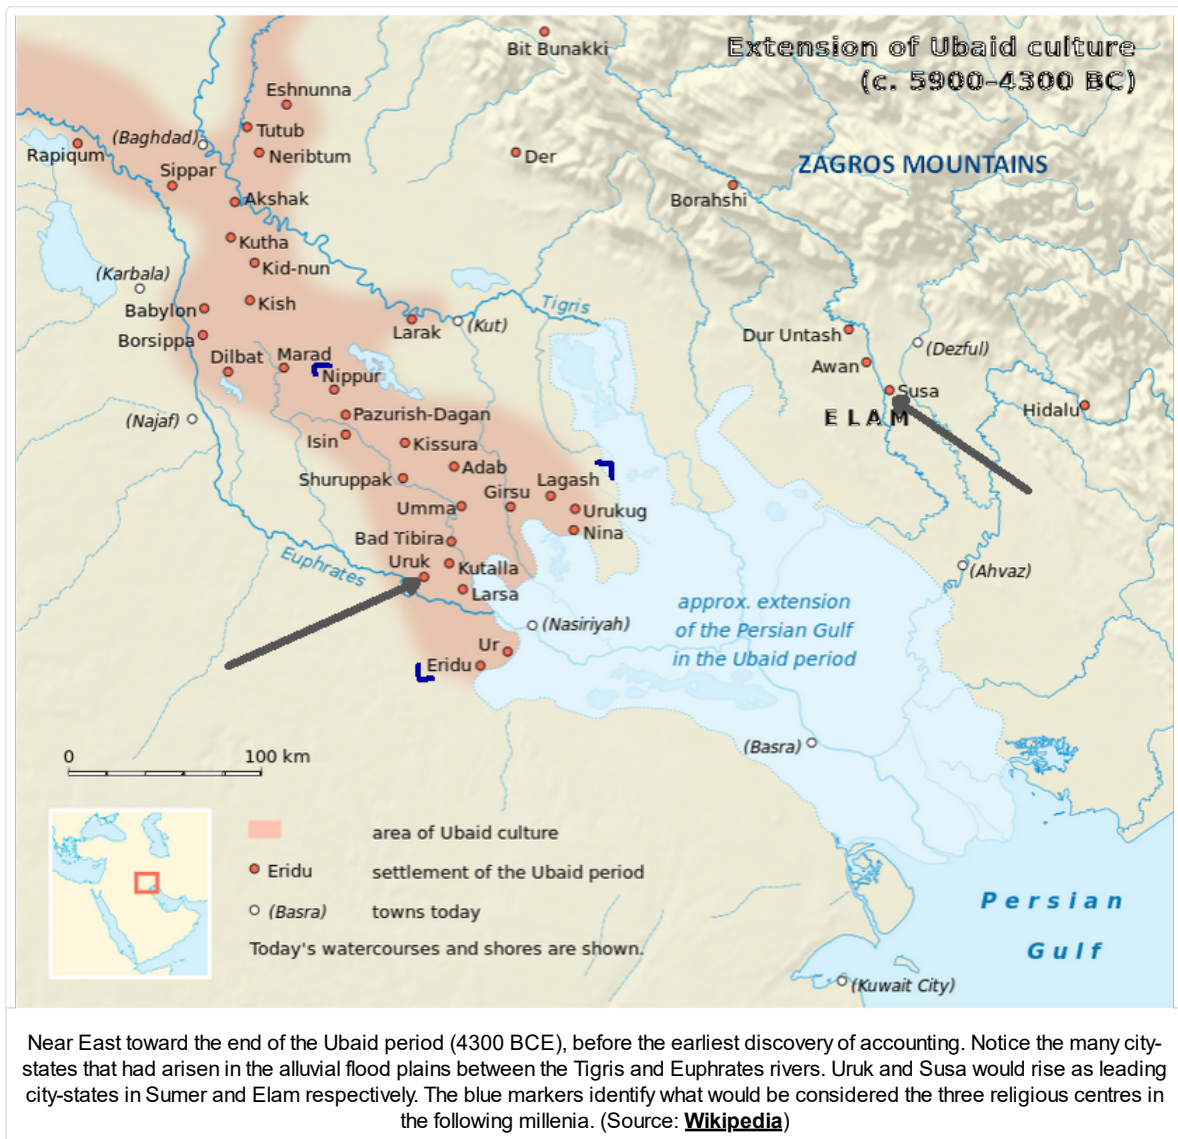 Bit Bunakki
Extension of Ubaid culture
(c. 5900–4300 BC)
Eshnunna
(Baghdad)
Tutub
Rapiqum
Neribtum
Der
ZAGROS MOUNTAINS
Sippar
Akshak
Borahshi
Kutha
Kid-nun
(Karbala)
Kish
Tigris
Babylon
Larak
(Kut)
Dur Untash
Borsippa
(Dezful)
Dilbat
Marad
Awan
Nippur
Susa
ELAM
Hidalu
(Najaf)
Pazurish-Dagan
Isin
Kissura
Adab
Shuruppak
Girsu
Lagash
Umma
Urukug
Bad Tibira
Nina
Euphrates
Uruk
Kutalla
(Ahvaz)
Larsa
approx. extension
of the Persian Gulf
in the Ubaid period
(Nasiriyah)
Ur
Eridu
(Basra)
0 100 km
area of Ubaid culture
Eridu settlement of the Ubaid period
(Basra) towns today
Today's watercourses and shores are shown.
Persian
Gulf
(Kuwait City)
Near East toward the end of the Ubaid period (4300 BCE), before the earliest discovery of accounting. Notice the many city-
states that had arisen in the alluvial flood plains between the Tigris and Euphrates rivers. Uruk and Susa would rise as leading
city-states in Sumer and Elam respectively. The blue markers identify what would be considered the three religious centres in
the following millenia. (Source: Wikipedia)